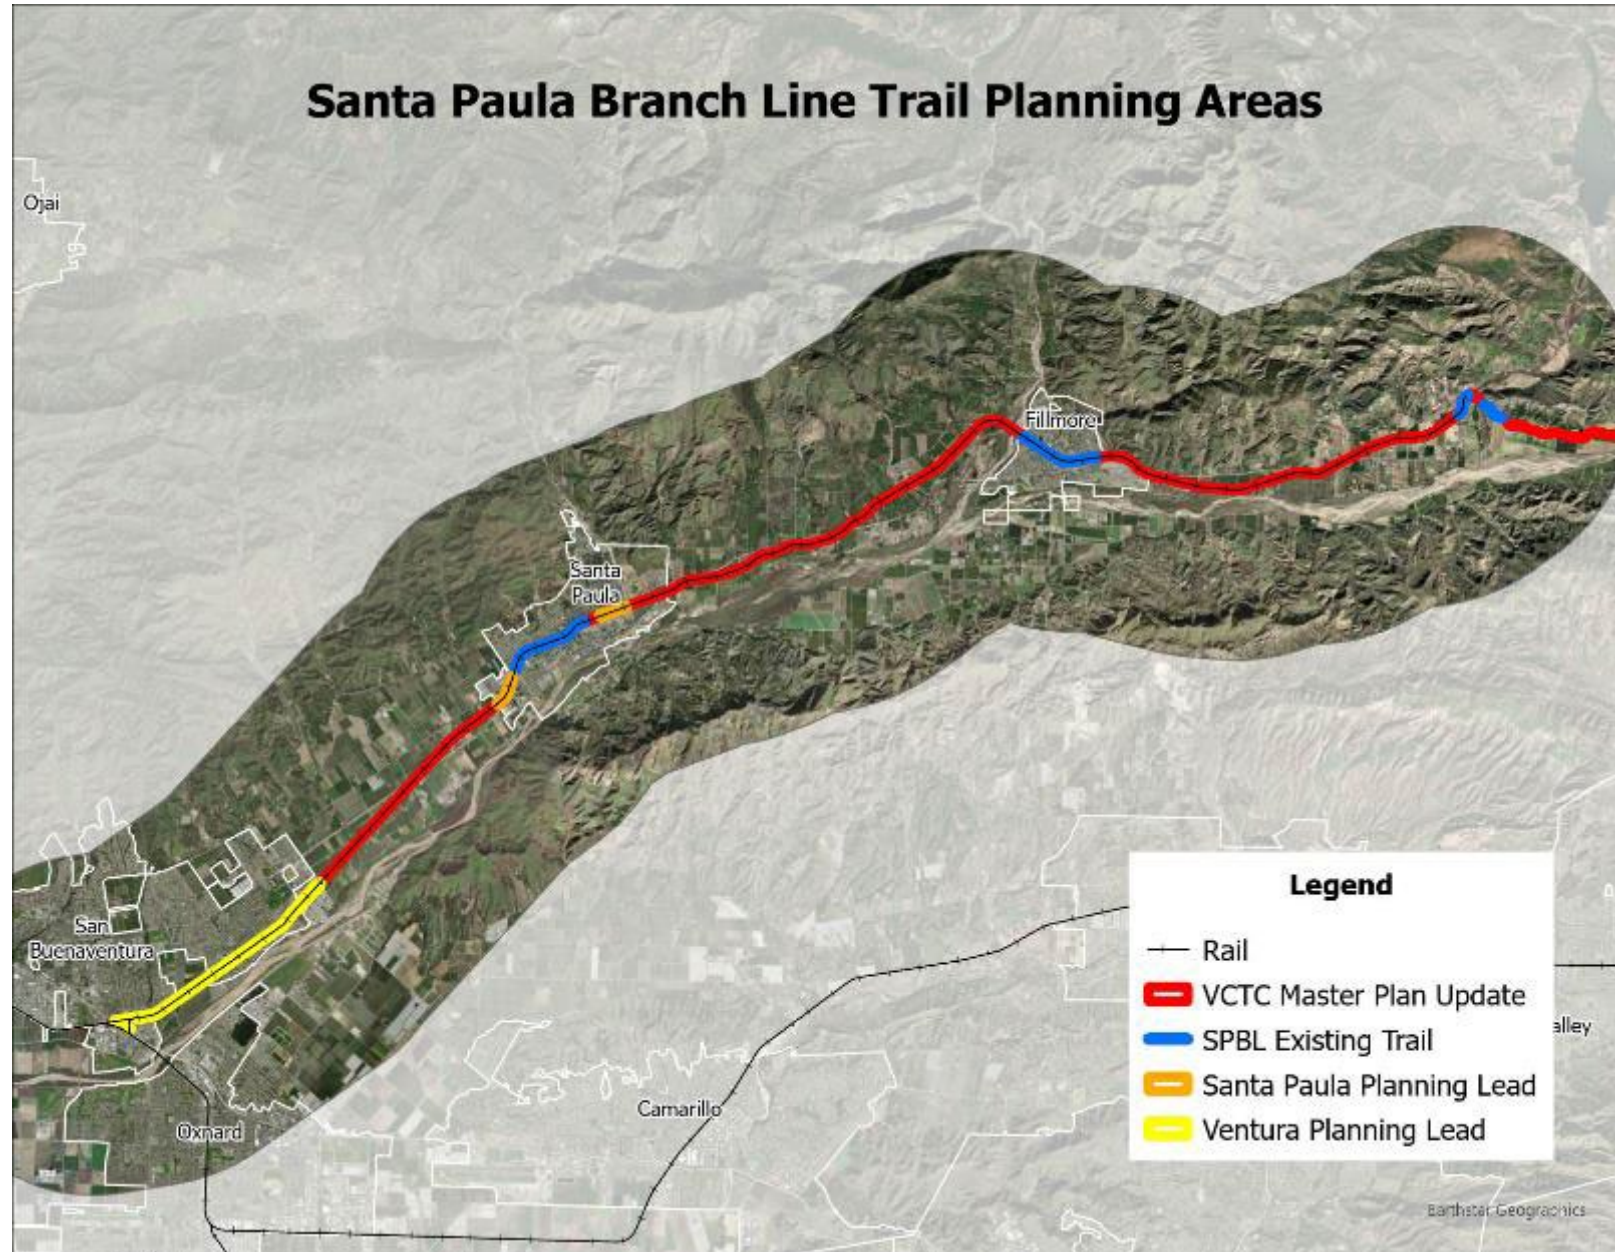 Santa Paula Branch Line Trail Planning Areas
Ojai
Fillmore
Santa
Paula
San
Buenaventura
Oxnard
Camarillo
Legend
Rail
VCTC Master Plan Update
SPBL Existing Trail
Santa Paula Planning Lead
Ventura Planning Lead
alley
Earthstar Geographics